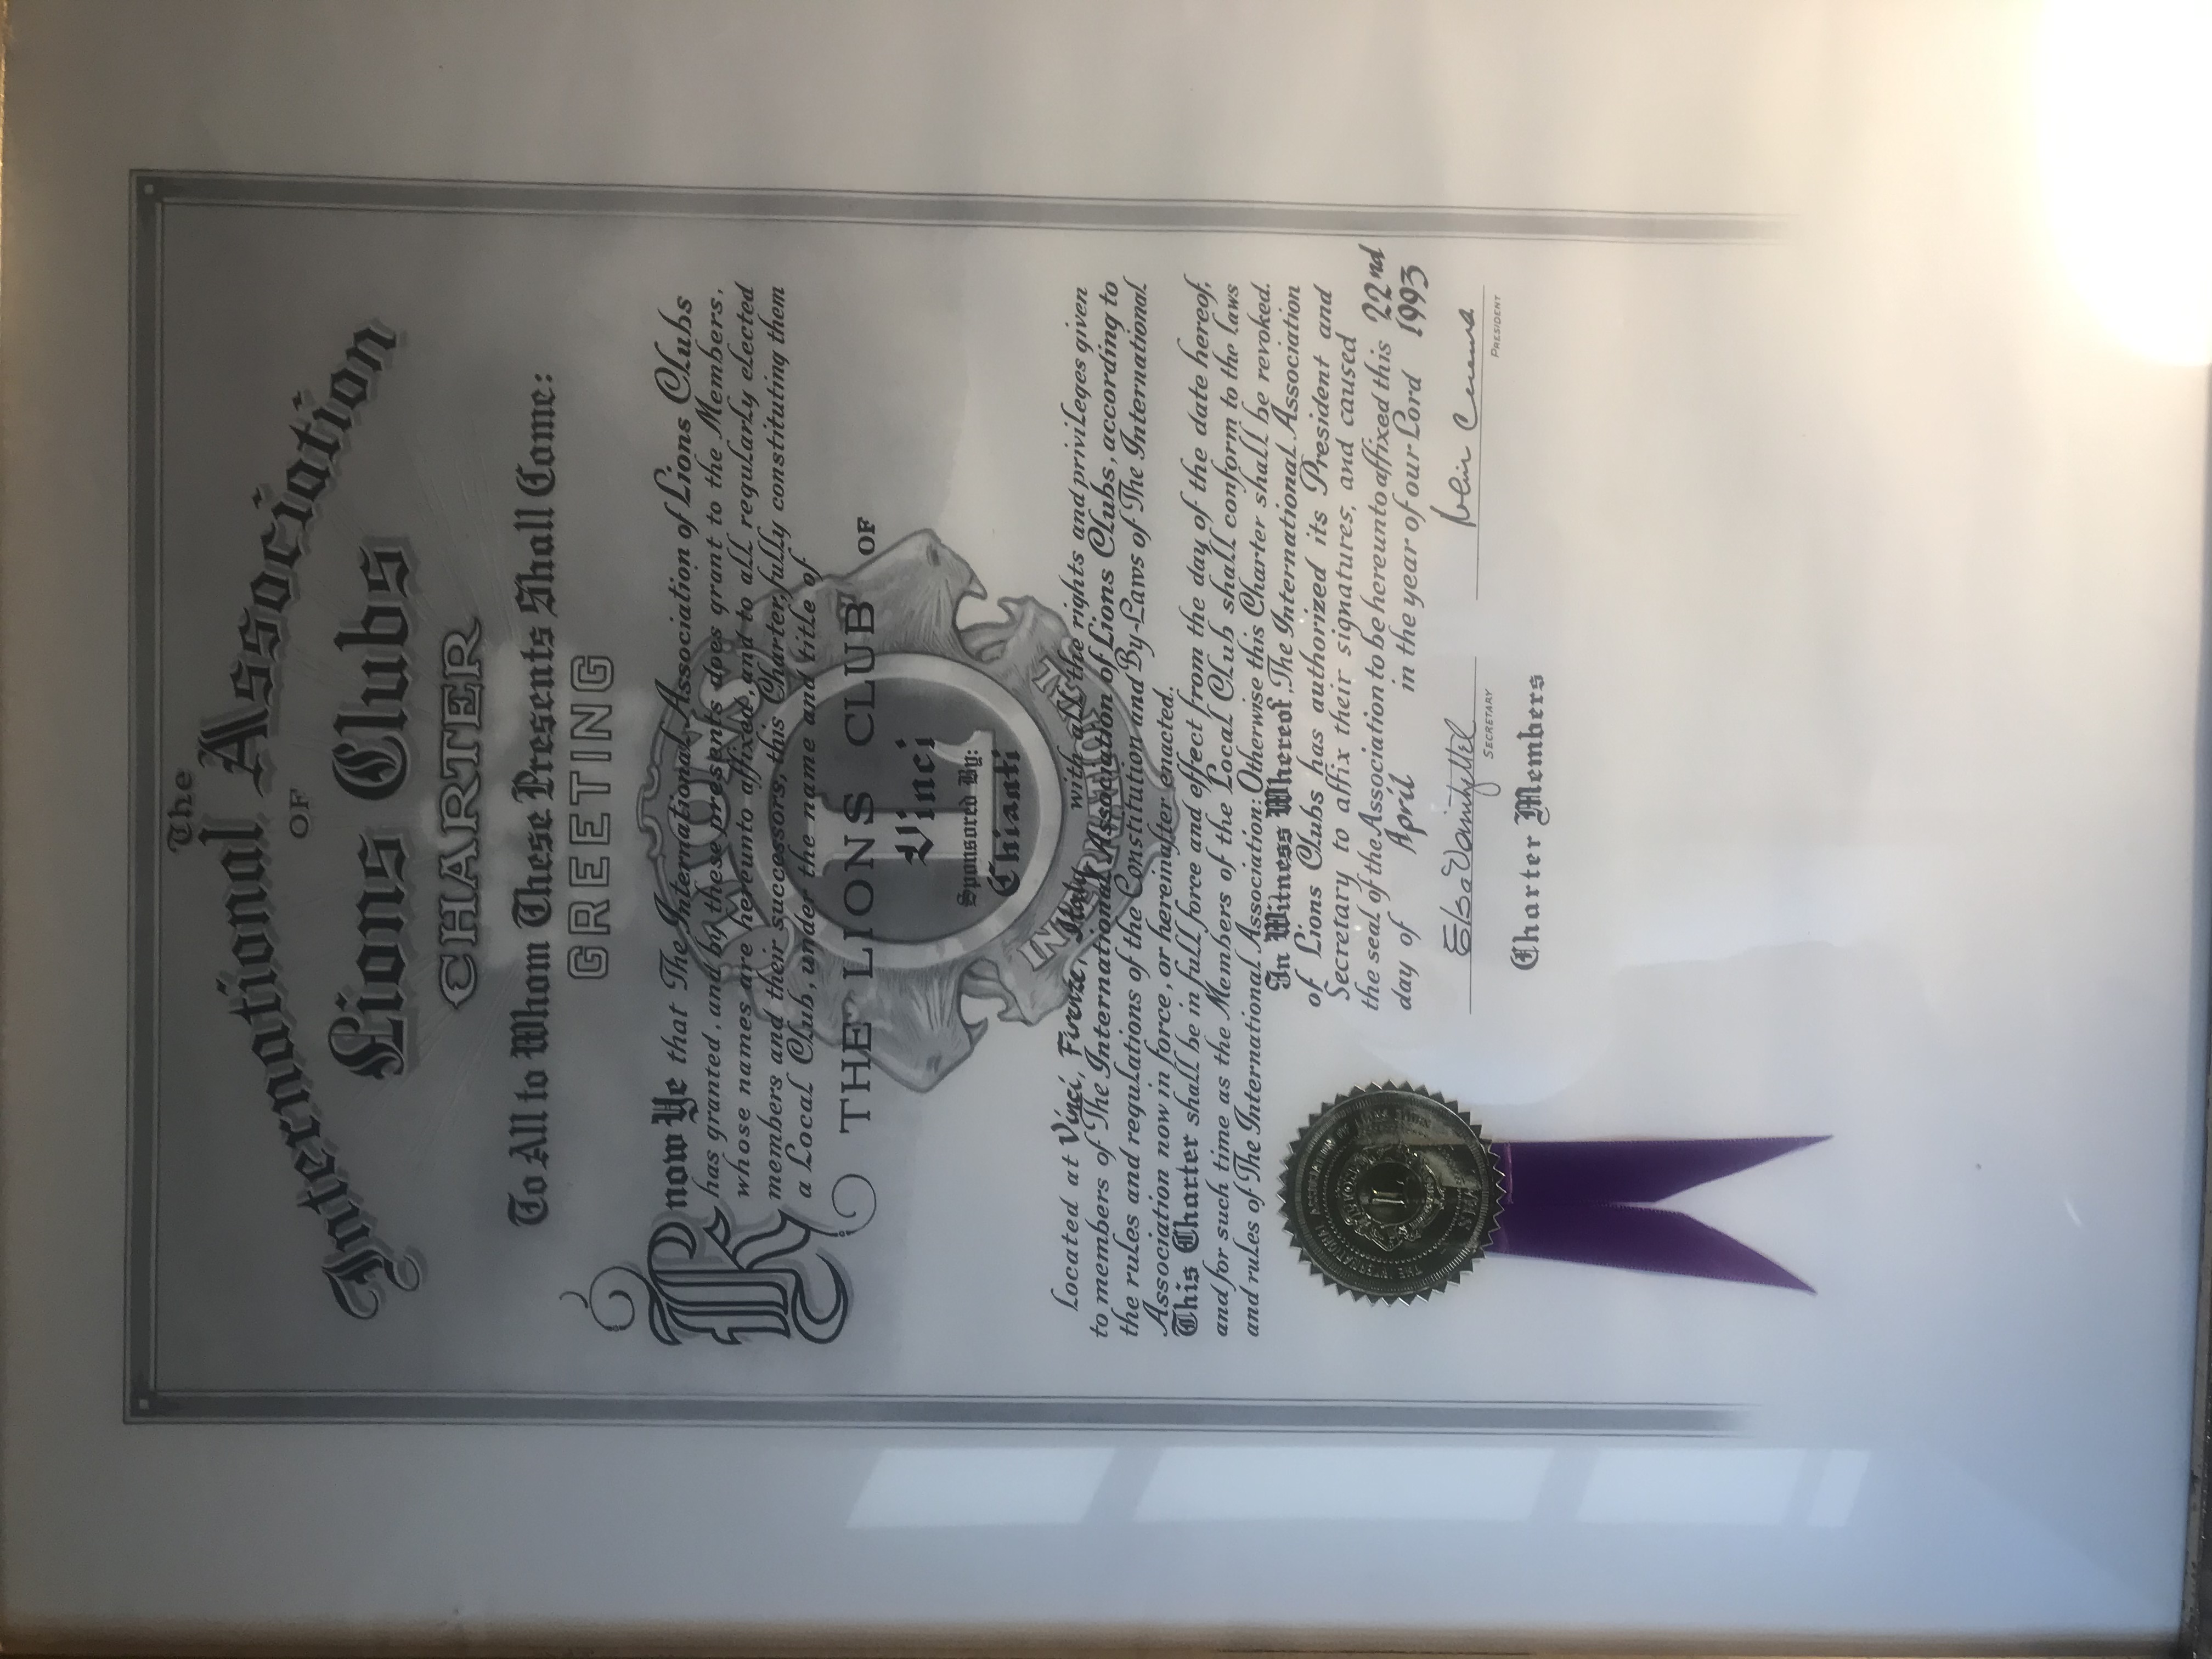 The
International Association
OF
Lions Clubs
CHARTER
To All to Whom These Presents Shall Come:
GREETING
Know Ye that The International Association of Lions Clubs
has granted, and by these presents does grant to the Members,
whose names are hereunto affixed, and to all regularly elected
members and their successors, this Charter, fully constituting them
a Local Club, under the name and title of
THE LIONS CLUB OF
Vinci
Sponsored By:
Chianti
LIONS
L
INTERNATIONAL
Located at Vinci, Firenze, Italy with all the rights and privileges given
to members of The International Association of Lions Clubs, according to
the rules and regulations of the Constitution and By-Laws of The International
Association now in force, or hereinafter enacted.
This Charter shall be in full force and effect from the day of the date hereof,
and for such time as the Members of the Local Club shall conform to the laws
and rules of The International Association: Otherwise this Charter shall be revoked.
In Witness Whereof, The International Association
of Lions Clubs has authorized its President and
Secretary to affix their signatures, and caused
the seal of the Association to be hereunto affixed this 22nd
day of April in the year of our Lord 1993
SECRETARY
PRESIDENT
Charter Members
THE INTERNATIONAL ASSOCIATION OF LIONS CLUBS
L